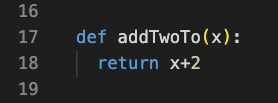 16
17 def addTwoTo(x):
18   return x+2
19